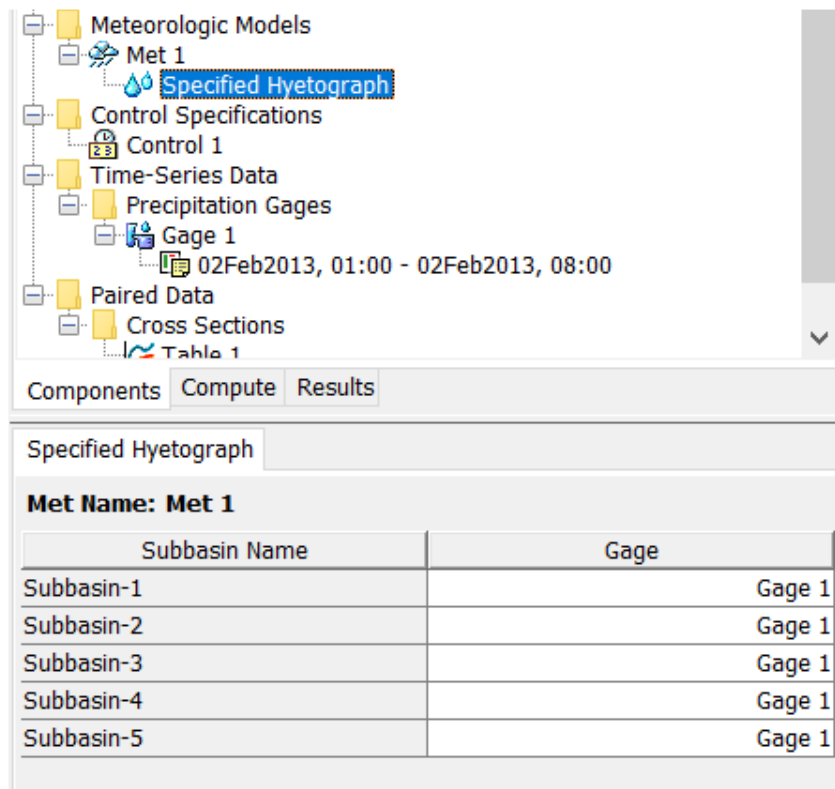 Meteorologic Models
Met 1
Specified Hyetograph
Control Specifications
Control 1
Time-Series Data
Precipitation Gages
Gage 1
02Feb2013, 01:00 - 02Feb2013, 08:00
Paired Data
Cross Sections
Table 1
Components Compute Results
Specified Hyetograph
Met Name: Met 1
Subbasin Name Gage
Subbasin-1 Gage 1
Subbasin-2 Gage 1
Subbasin-3 Gage 1
Subbasin-4 Gage 1
Subbasin-5 Gage 1